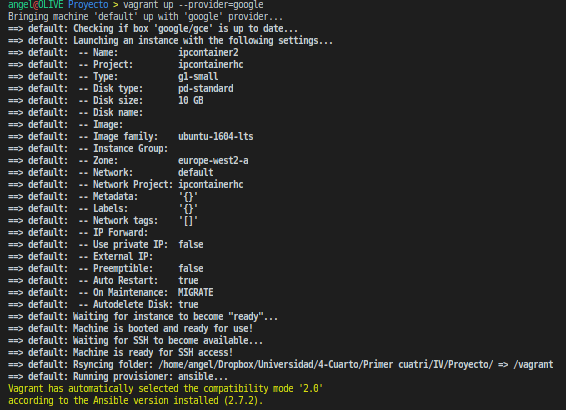 angel@OLIVE Proyecto > vagrant up --provider=google
Bringing machine 'default' up with 'google' provider...
==> default: Checking if box 'google/gce' is up to date...
==> default: Launching an instance with the following settings...
==> default:  -- Name:            ipcontainer2
==> default:  -- Project:         ipcontainerhc
==> default:  -- Type:            g1-small
==> default:  -- Disk type:       pd-standard
==> default:  -- Disk size:       10 GB
==> default:  -- Disk name:
==> default:  -- Image:
==> default:  -- Image family:    ubuntu-1604-lts
==> default:  -- Instance Group:
==> default:  -- Zone:            europe-west2-a
==> default:  -- Network:         default
==> default:  -- Network Project: ipcontainerhc
==> default:  -- Metadata:        '{}'
==> default:  -- Labels:          '{}'
==> default:  -- Network tags:    '[]'
==> default:  -- IP Forward:
==> default:  -- Use private IP:  false
==> default:  -- External IP:
==> default:  -- Preemptible:     false
==> default:  -- Auto Restart:    true
==> default:  -- On Maintenance:  MIGRATE
==> default:  -- Autodelete Disk: true
==> default: Waiting for instance to become "ready"...
==> default: Machine is booted and ready for use!
==> default: Waiting for SSH to become available...
==> default: Machine is ready for SSH access!
==> default: Rsyncing folder: /home/angel/Dropbox/Universidad/4-Cuarto/Primer cuatri/IV/Proyecto/ => /vagrant
==> default: Running provisioner: ansible...
Vagrant has automatically selected the compatibility mode '2.0'
according to the Ansible version installed (2.7.2).